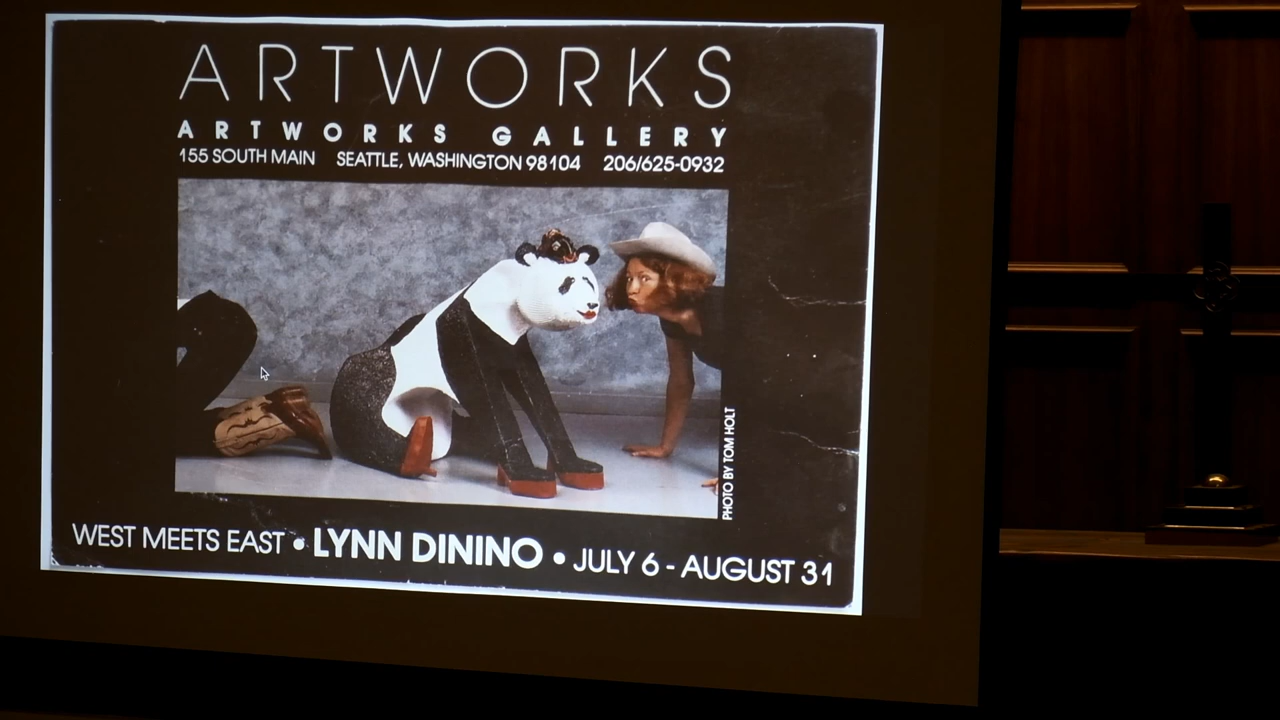 ARTWORKS
ARTWORKS GALLERY
155 SOUTH MAIN SEATTLE, WASHINGTON 98104 206/625-0932
PHOTO BY TOM HOLT
WEST MEETS EAST • LYNN DININO • JULY 6 - AUGUST 31